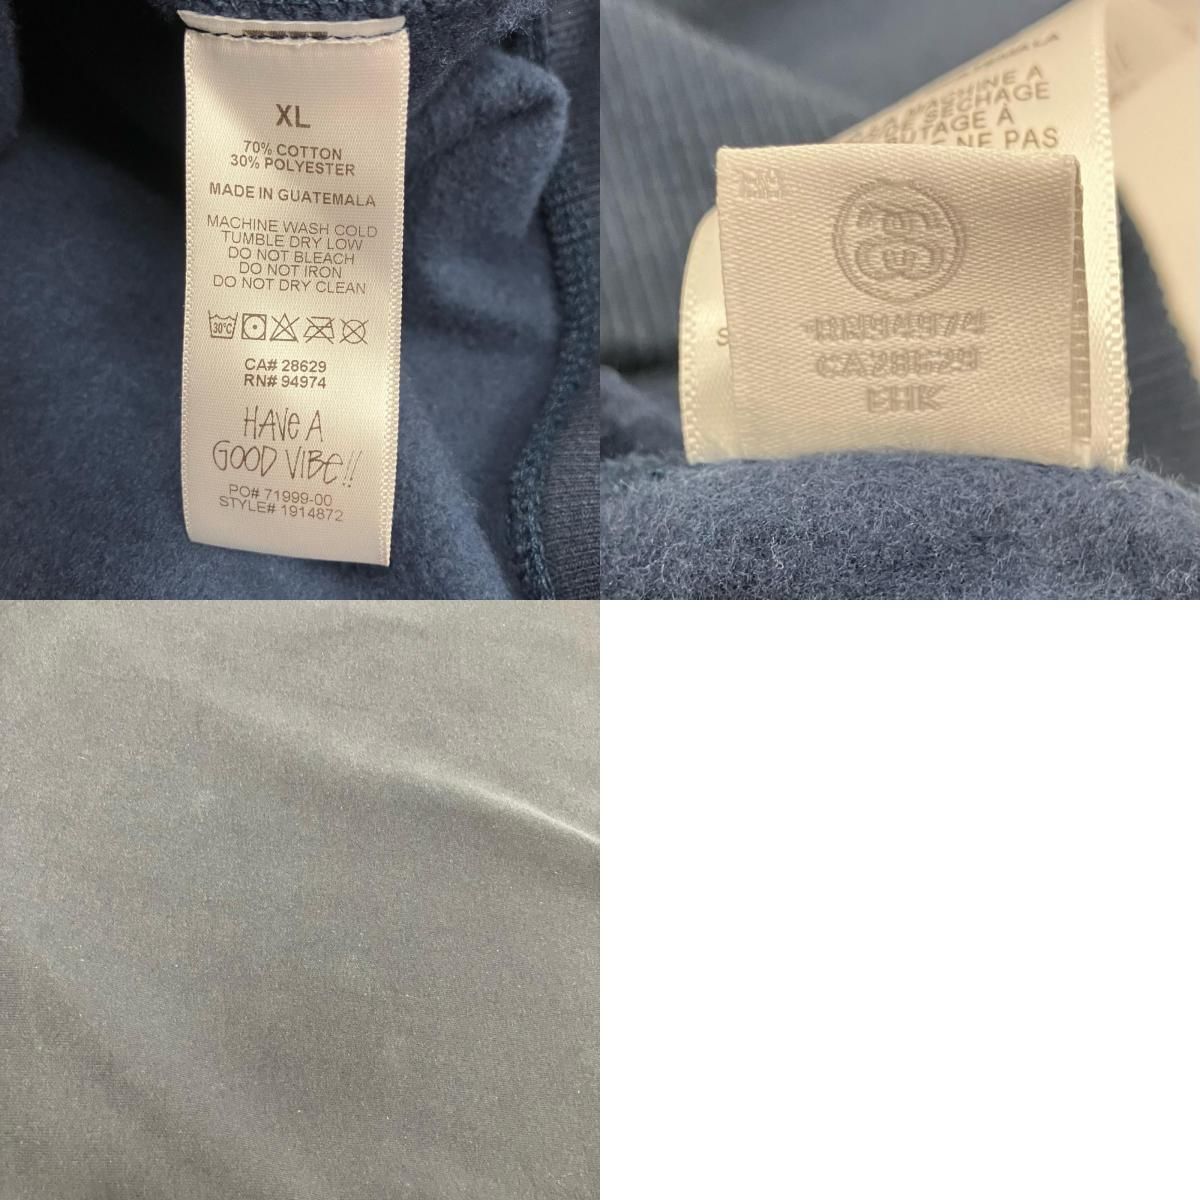 XL
70% COTTON
30% POLYESTER
MADE IN GUATEMALA
MACHINE WASH COLD
TUMBLE DRY LOW
DO NOT BLEACH
DO NOT IRON
DO NOT DRY CLEAN
30°C
CA# 28629
RN# 94974
HAVE A
GOOD VIBE!!
PO# 71999-00
STYLE# 1914872
MACHINE A
SECHAGE
NE PAS
CA28629